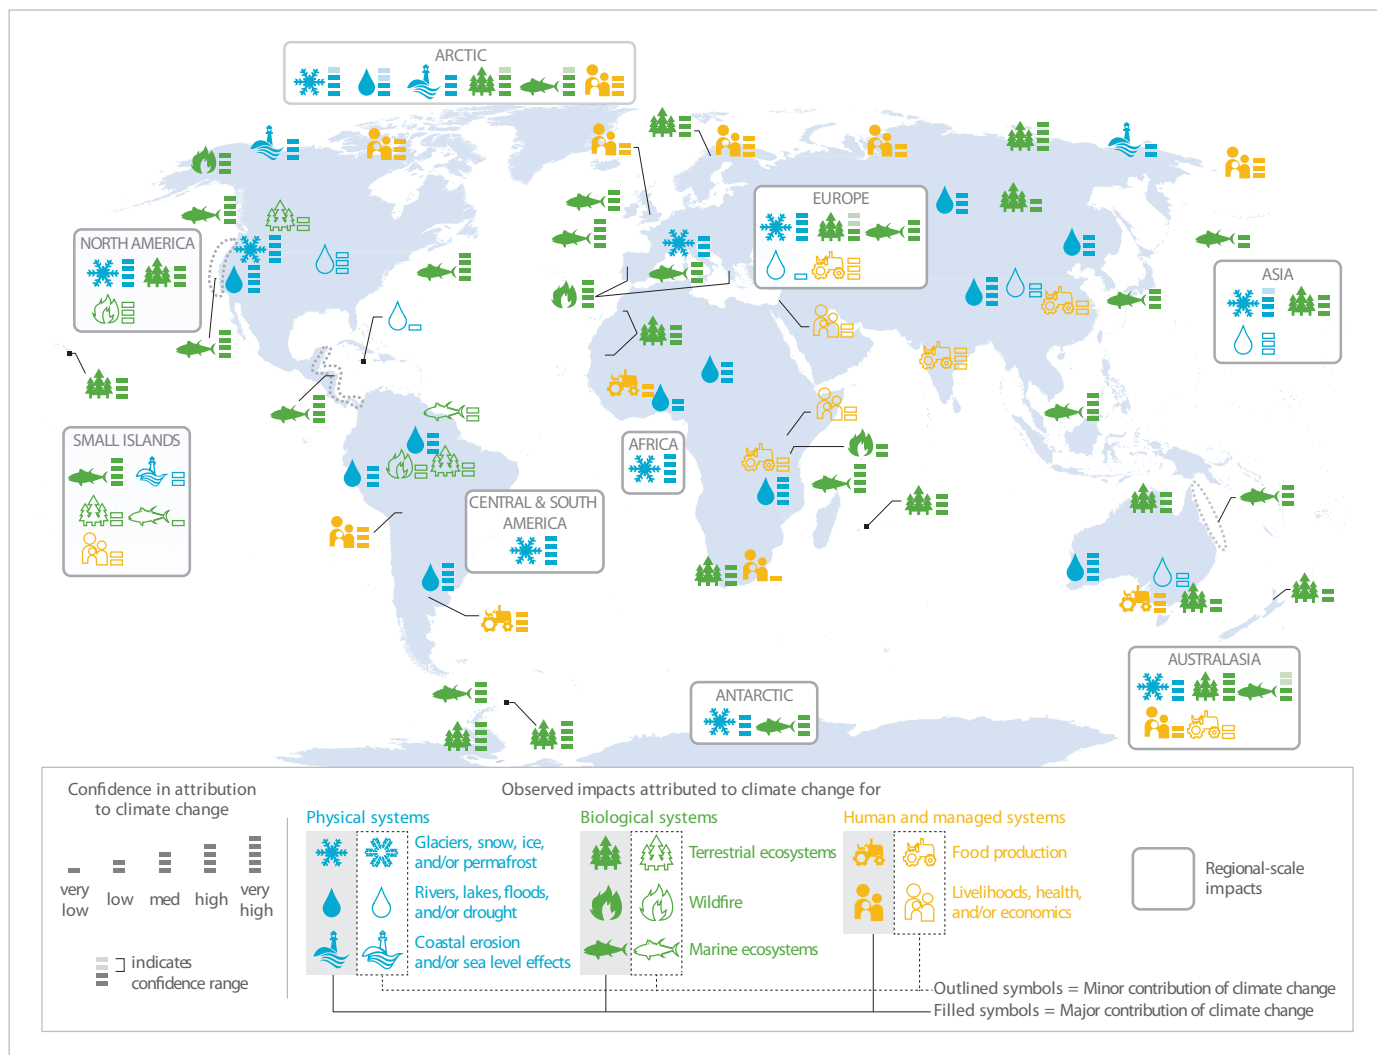 ARCTIC
EUROPE
NORTH AMERICA
ASIA
SMALL ISLANDS
AFRICA
CENTRAL & SOUTH
AMERICA
AUSTRALASIA
ANTARCTIC
Confidence in attribution
to climate change
very
low
low
med
high
very
high
indicates
confidence range
Observed impacts attributed to climate change for
Physical systems
Glaciers, snow, ice,
and/or permafrost
Rivers, lakes, floods,
and/or drought
Coastal erosion
and/or sea level effects
Biological systems
Terrestrial ecosystems
Wildfire
Marine ecosystems
Human and managed systems
Food production
Livelihoods, health,
and/or economics
Regional-scale
impacts
Outlined symbols = Minor contribution of climate change
Filled symbols = Major contribution of climate change